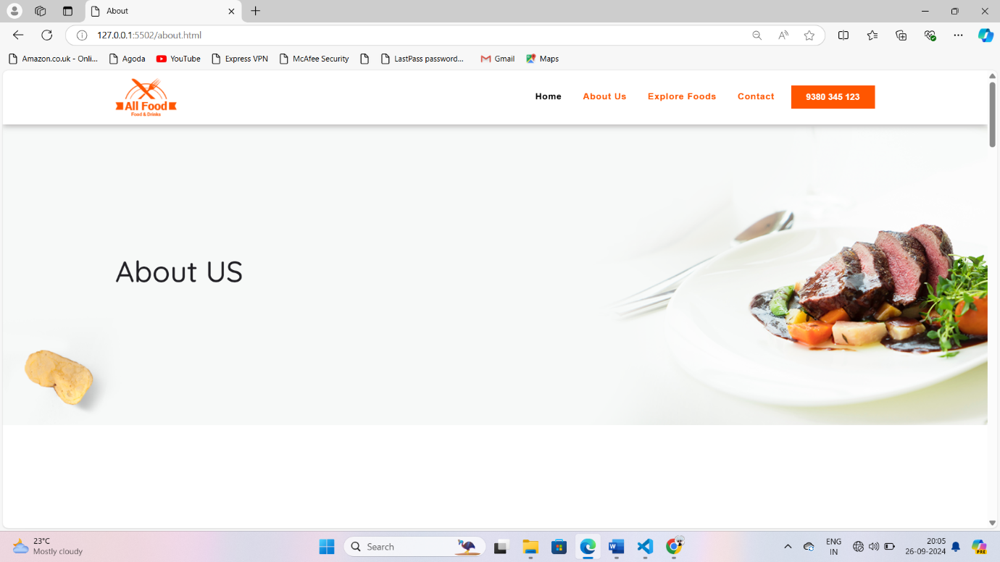 About
127.0.0.1:5502/about.html
Amazon.co.uk - Onli... Agoda YouTube Express VPN McAfee Security LastPass password... Gmail Maps
All Food
Food & Drinks
Home About Us Explore Foods Contact 9380 345 123
About US
23°C
Mostly cloudy
Search
ENG
IN
20:05
26-09-2024
PRE